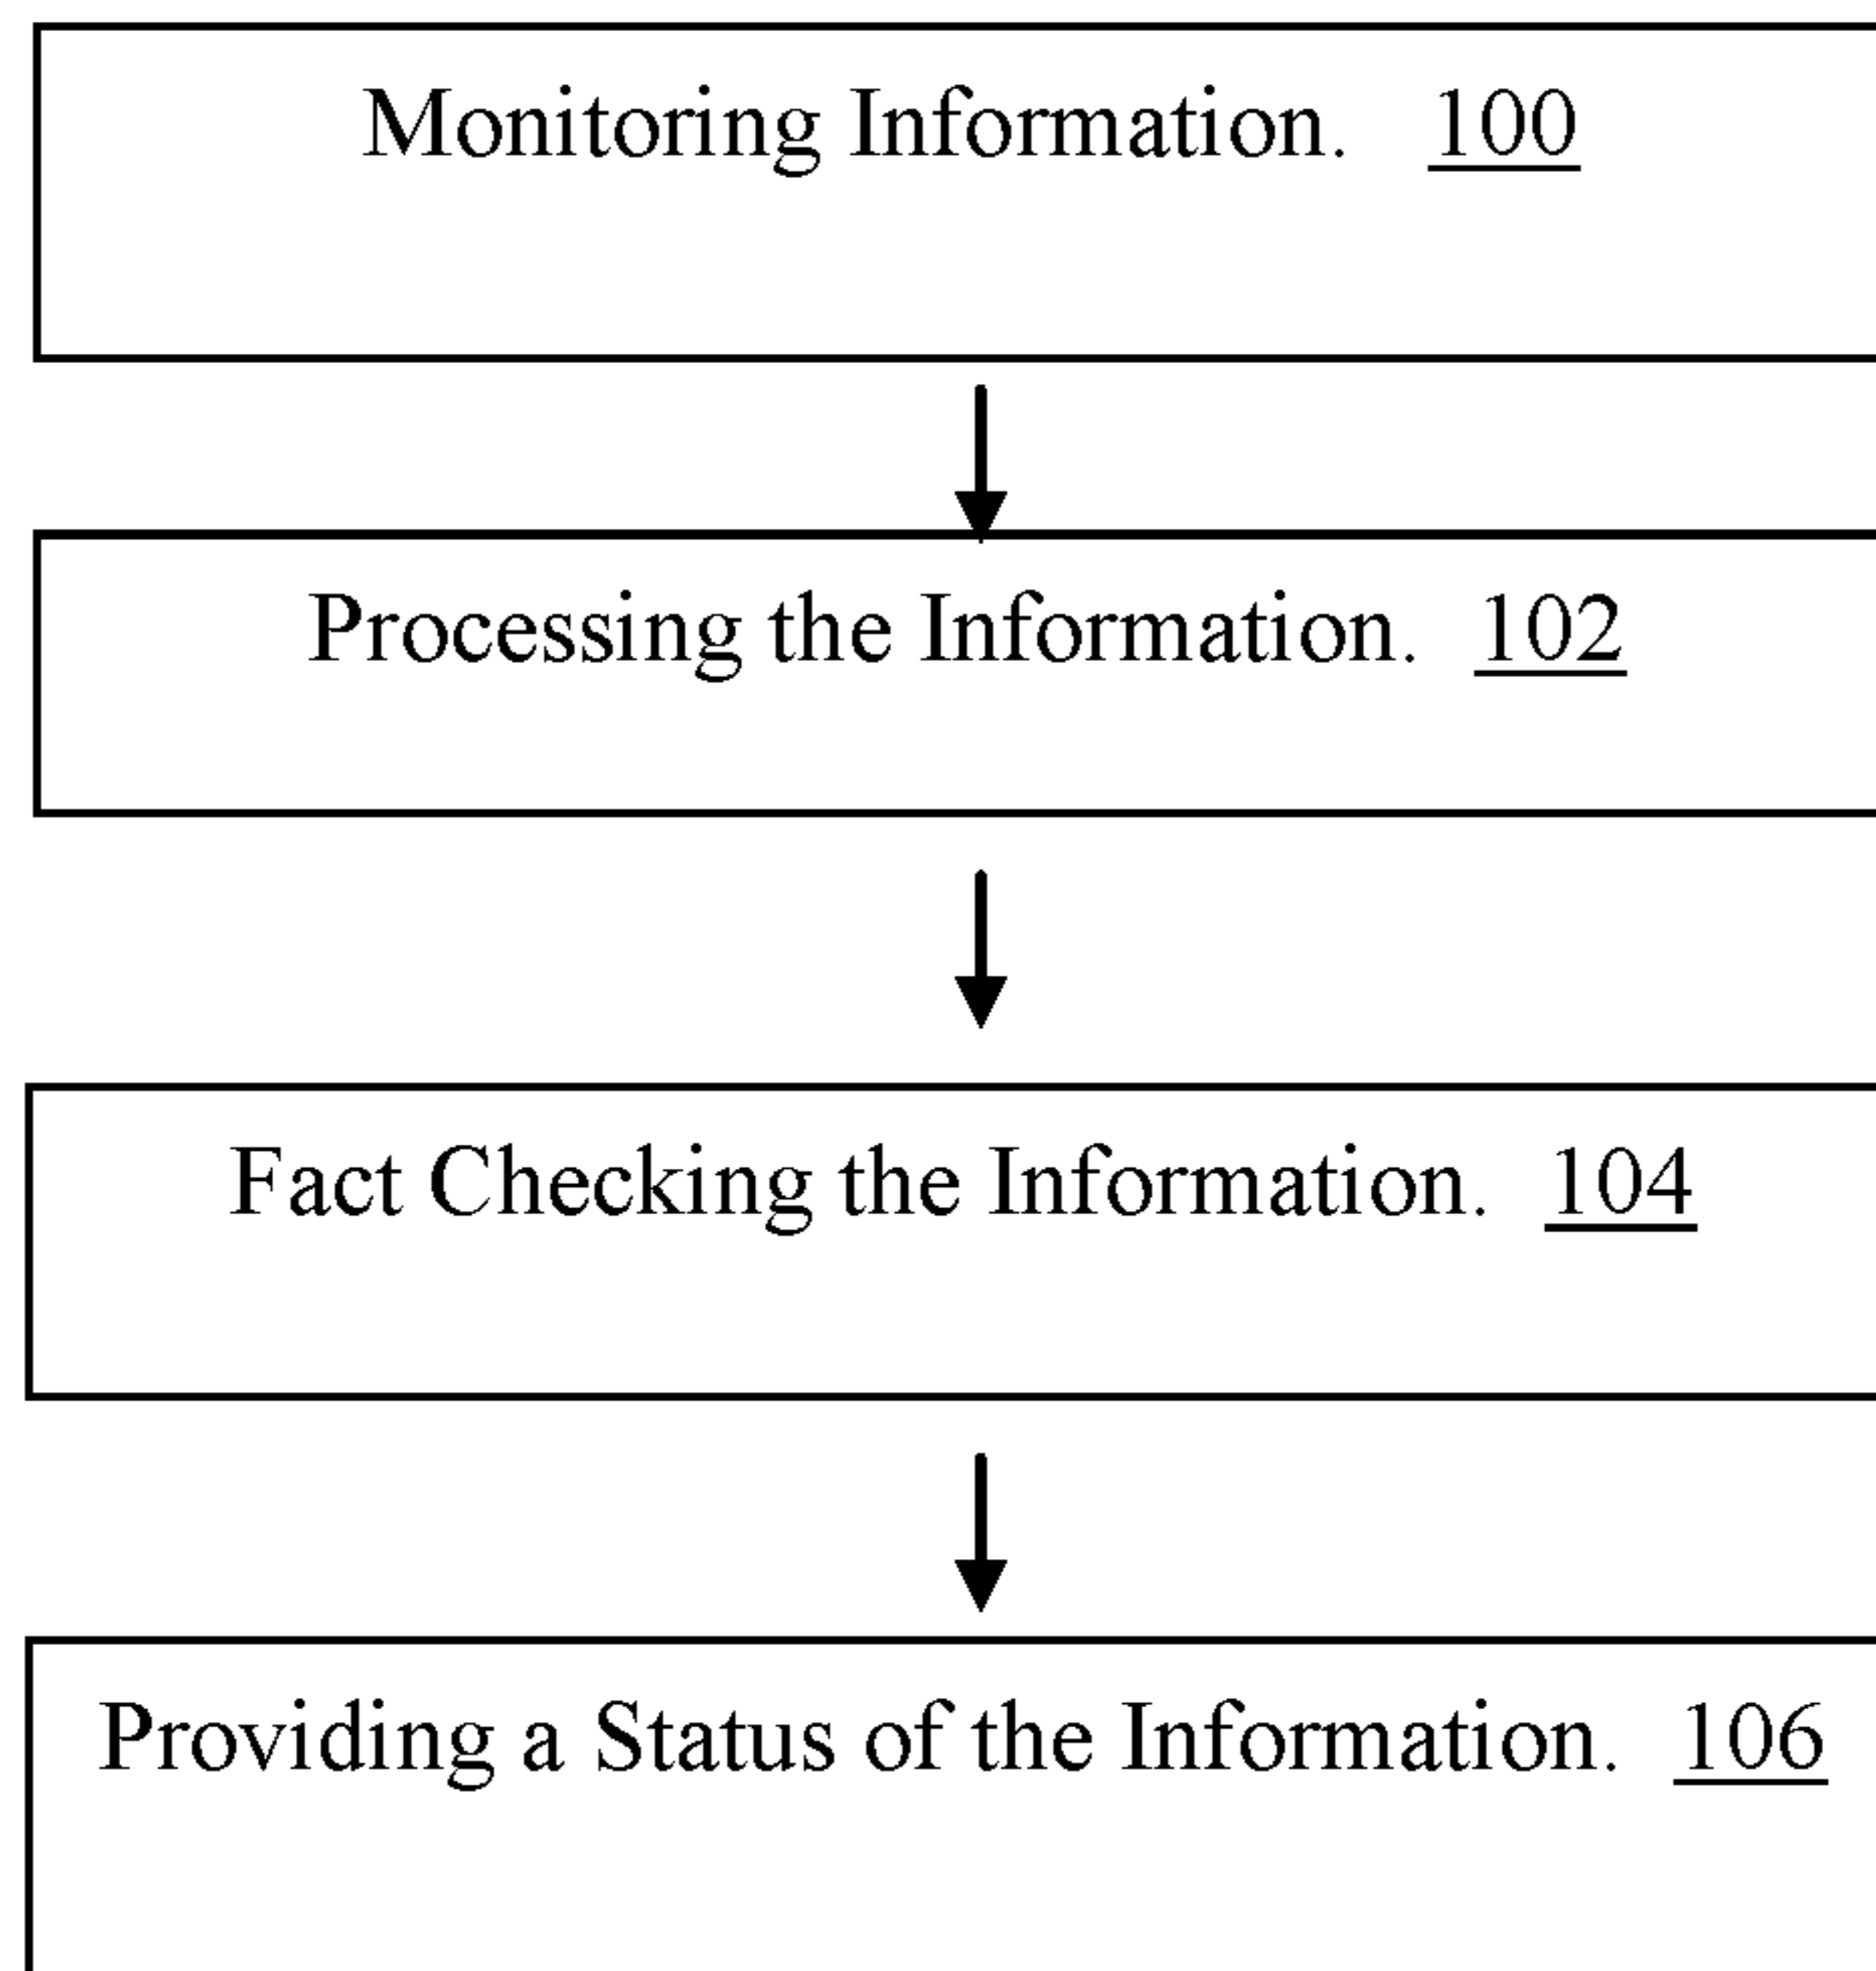 Monitoring Information. 100
Processing the Information. 102
Fact Checking the Information. 104
Providing a Status of the Information. 106